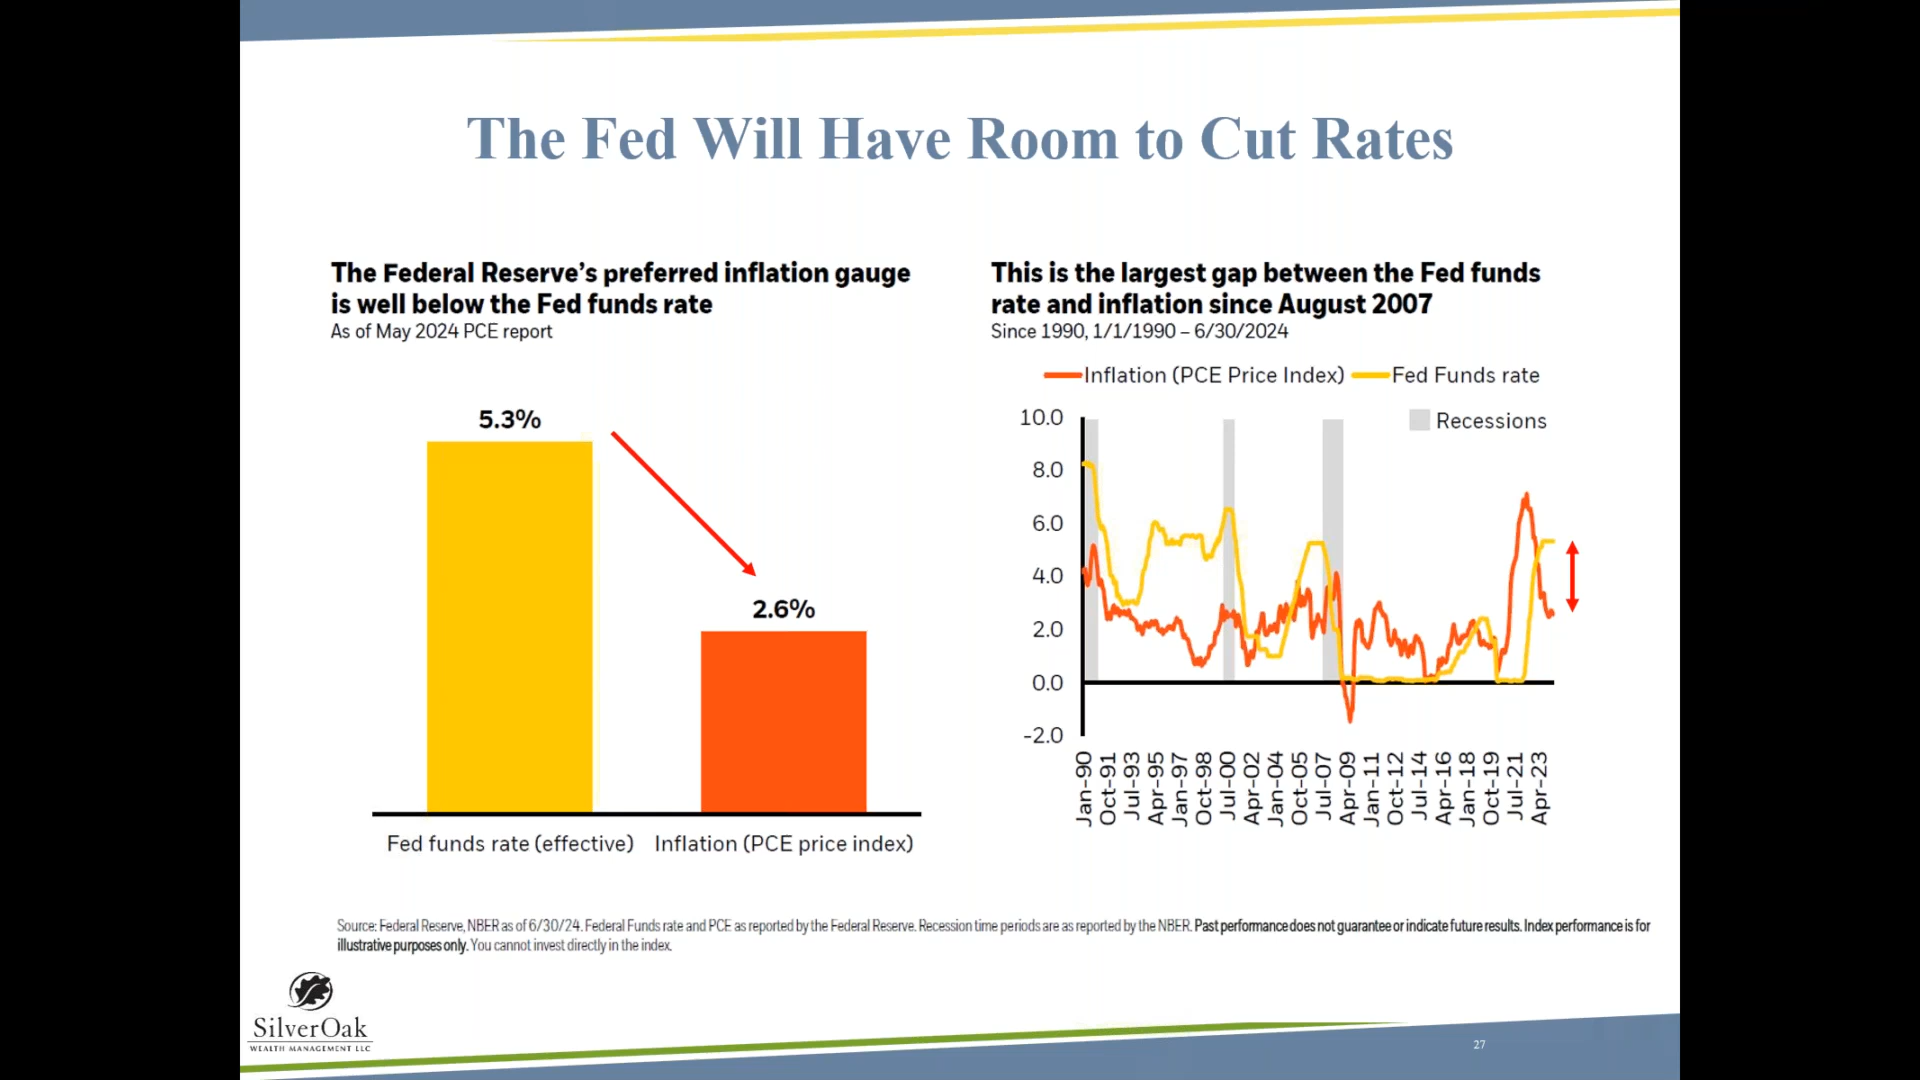 The Fed Will Have Room to Cut Rates
The Federal Reserve's preferred inflation gauge
is well below the Fed funds rate
As of May 2024 PCE report
5.3%
2.6%
Fed funds rate (effective)
Inflation (PCE price index)
This is the largest gap between the Fed funds
rate and inflation since August 2007
Since 1990, 1/1/1990 – 6/30/2024
Inflation (PCE Price Index)
Fed Funds rate
Recessions
10.0
8.0
6.0
4.0
2.0
0.0
-2.0
Jan-90
Oct-91
Jul-93
Apr-95
Jan-97
Oct-98
Jul-00
Apr-02
Jan-04
Oct-05
Jul-07
Apr-09
Jan-11
Oct-12
Jul-14
Apr-16
Jan-18
Oct-19
Jul-21
Apr-23
Source: Federal Reserve, NBER as of 6/30/24. Federal Funds rate and PCE as reported by the Federal Reserve. Recession time periods are as reported by the NBER. Past performance does not guarantee or indicate future results. Index performance is for
illustrative purposes only. You cannot invest directly in the index.
SilverOak
WEALTH MANAGEMENT LLC
27